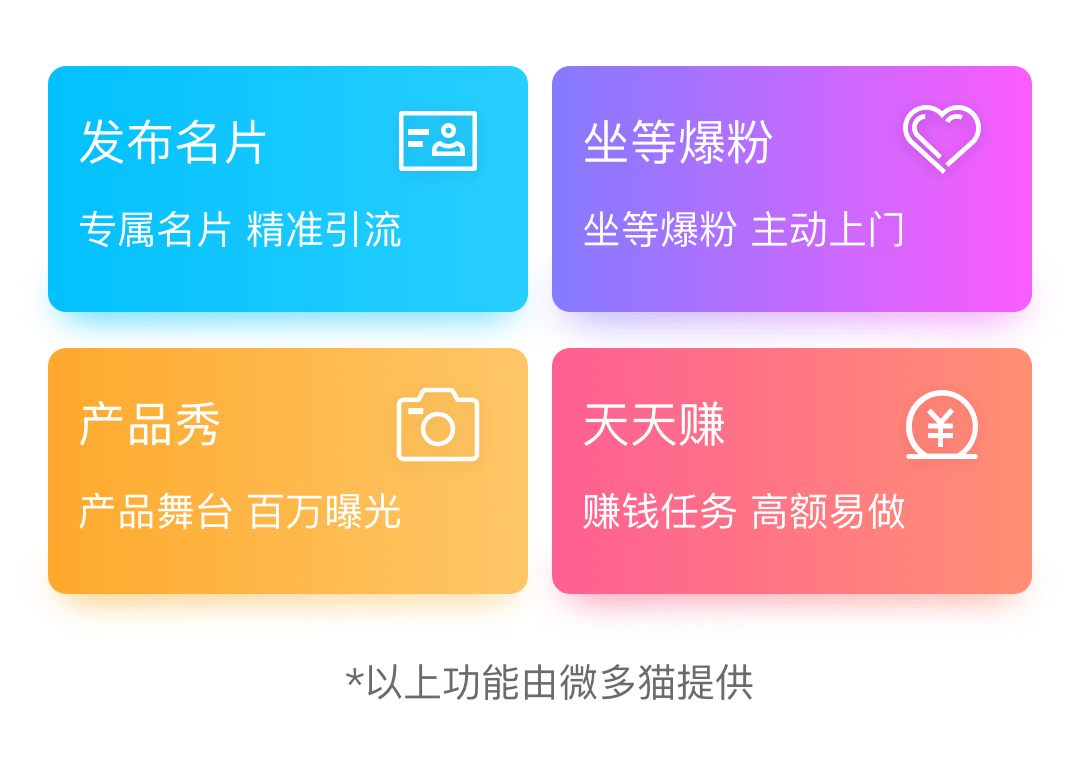 发布名片
专属名片 精准引流
坐等爆粉
坐等爆粉 主动上门
产品秀
产品舞台 百万曝光
天天赚
赚钱任务 高额易做
*以上功能由微多猫提供